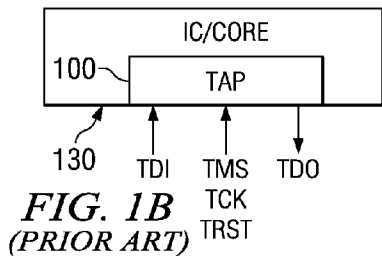 IC/CORE
100
TAP
130
TDI
TMS
TDO
TCK
TRST
FIG. 1B
(PRIOR ART)